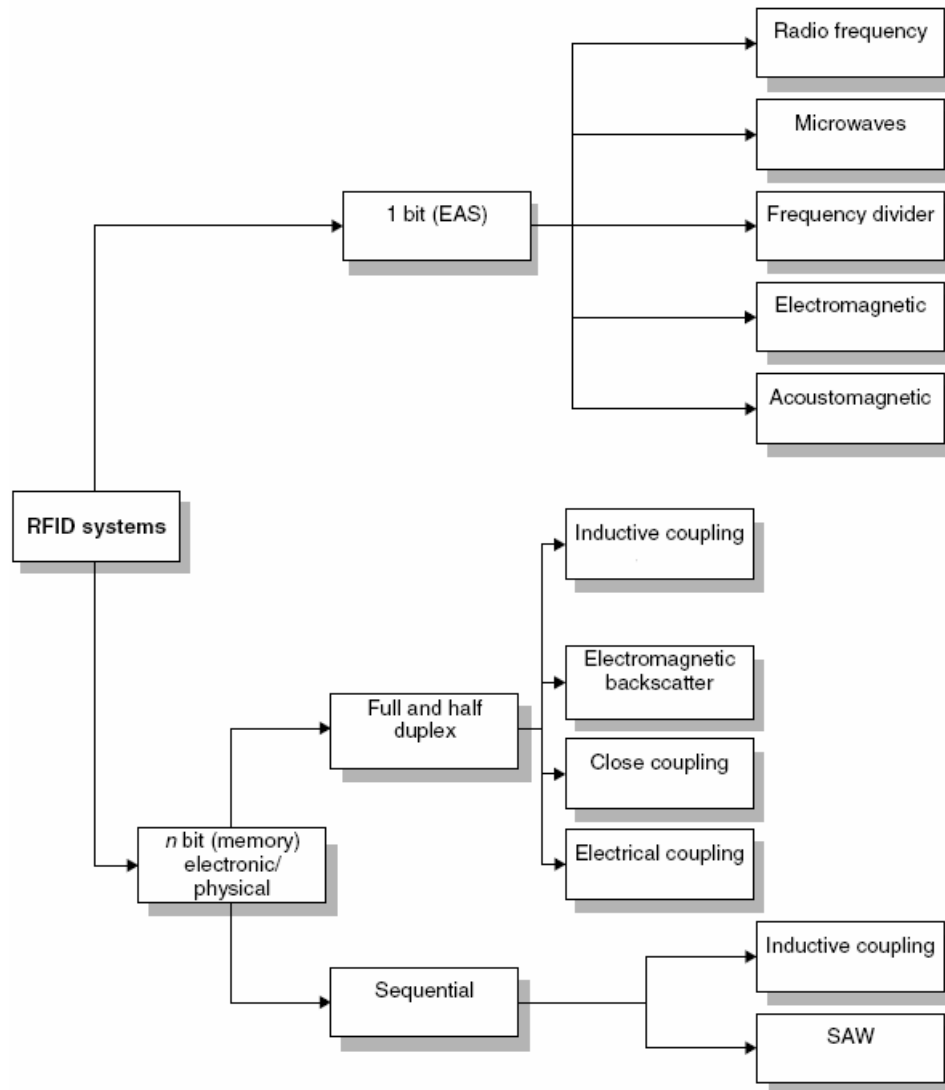 Radio frequency
Microwaves
1 bit (EAS)
Frequency divider
Electromagnetic
Acoustomagnetic
RFID systems
Inductive coupling
Electromagnetic
backscatter
Full and half
duplex
Close coupling
n bit (memory)
electronic/
physical
Electrical coupling
Inductive coupling
Sequential
SAW